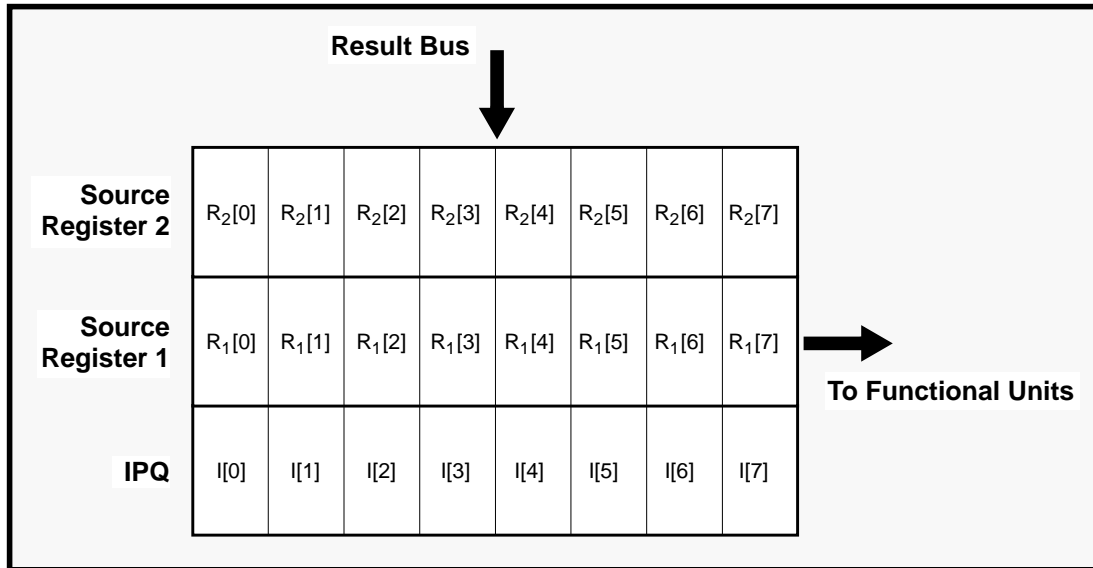 Result Bus
Source
Register 2
R₂[0] R₂[1] R₂[2] R₂[3] R₂[4] R₂[5] R₂[6] R₂[7]
Source
Register 1
R₁[0] R₁[1] R₁[2] R₁[3] R₁[4] R₁[5] R₁[6] R₁[7]
To Functional Units
IPQ
I[0] I[1] I[2] I[3] I[4] I[5] I[6] I[7]